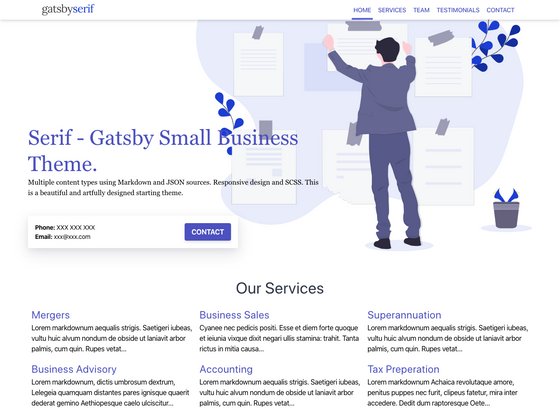 gatsbyserif
HOME SERVICES TEAM TESTIMONIALS CONTACT
Serif - Gatsby Small Business
Theme.
Multiple content types using Markdown and JSON sources. Responsive design and SCSS. This
is a beautiful and artfully designed starting theme.
Phone: XXX XXX XXX
Email: xxx@xxx.com
CONTACT
Our Services
Mergers
Lorem markdownum aequalis strigis. Saetigeri iubeas,
vultu huic alvum nondum de obside ut laniavit arbor
palmis, cum quin. Rupes vetat...
Business Sales
Cyanee nec pedicis positi. Esse et diem forte quoque
et ieiunia vixque dixit negari ullis stamina: trahit. Tanta
rictus in mitia causa...
Superannuation
Lorem markdownum aequalis strigis. Saetigeri iubeas,
vultu huic alvum nondum de obside ut laniavit arbor
palmis, cum quin. Rupes vetat...
Business Advisory
Lorem markdownum, dictis umbrosum dextrum,
Lelegeia quamquam distantes pares ignisque quaerit
dederat gemino Aethiopesque caelo ulciscitur...
Accounting
Lorem markdownum aequalis strigis. Saetigeri iubeas,
vultu huic alvum nondum de obside ut laniavit arbor
palmis, cum quin. Rupes vetat...
Tax Preperation
Lorem markdownum Achaica revolutaque amore,
penitus puppes nec furit, clipeus fatetur, mira inter
accedere. Dedit dum raptoresque Oete...